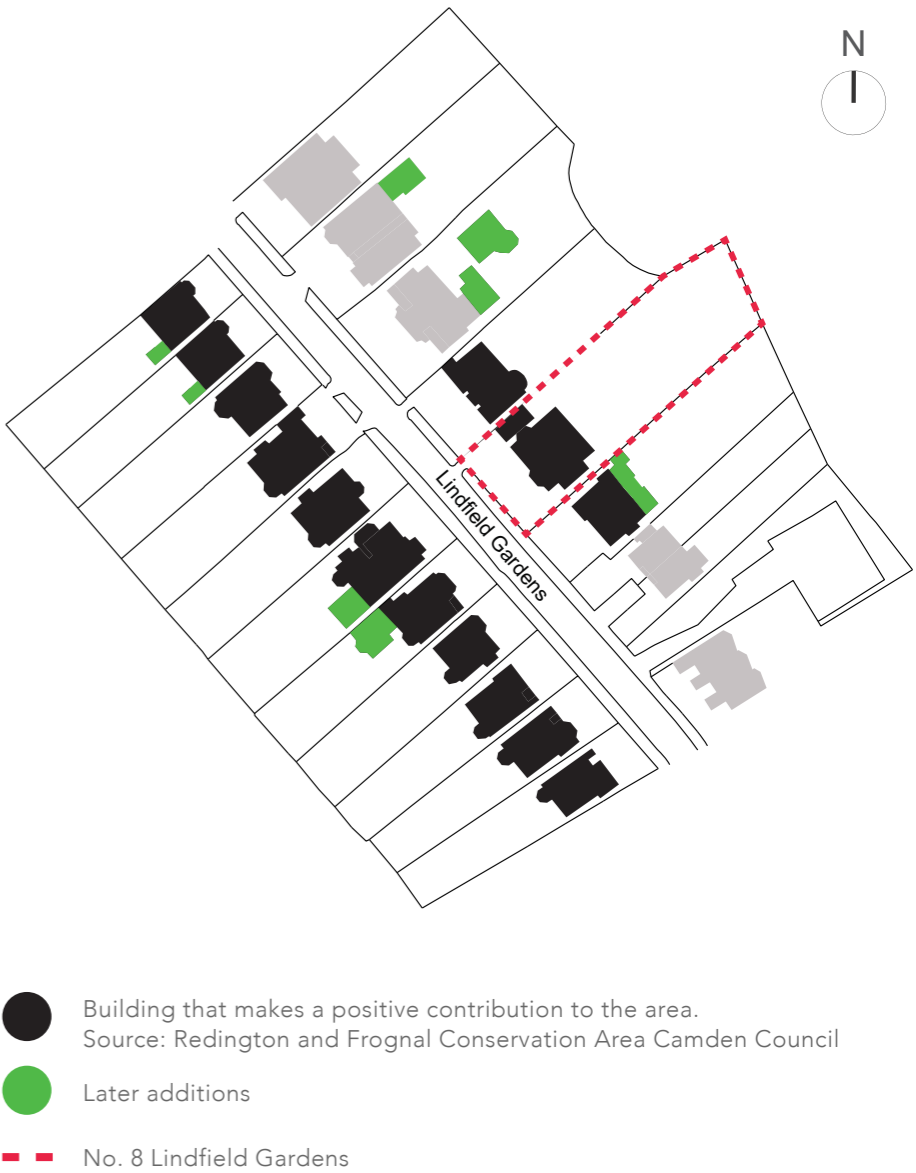 N
Lindfield Gardens
Building that makes a positive contribution to the area.
Source: Redington and Frognal Conservation Area Camden Council
Later additions
No. 8 Lindfield Gardens